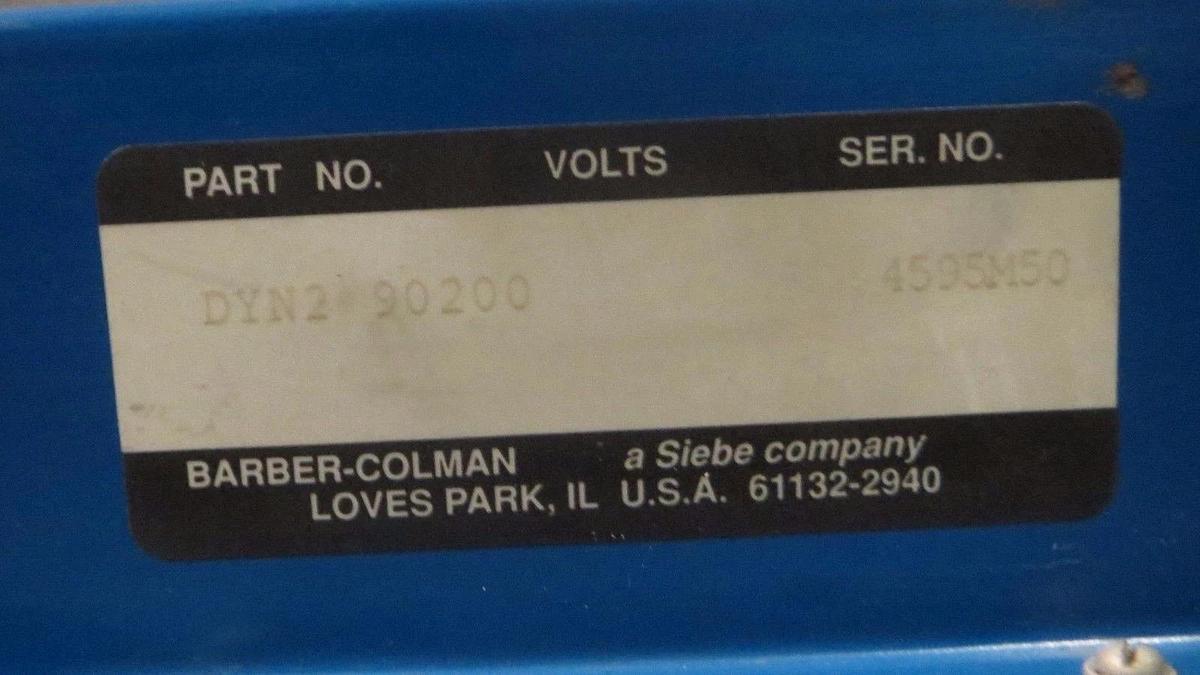 PART NO. VOLTS SER. NO.
DYN2 90200 4595M50
BARBER-COLMAN a Siebe company
LOVES PARK, IL U.S.A. 61132-2940